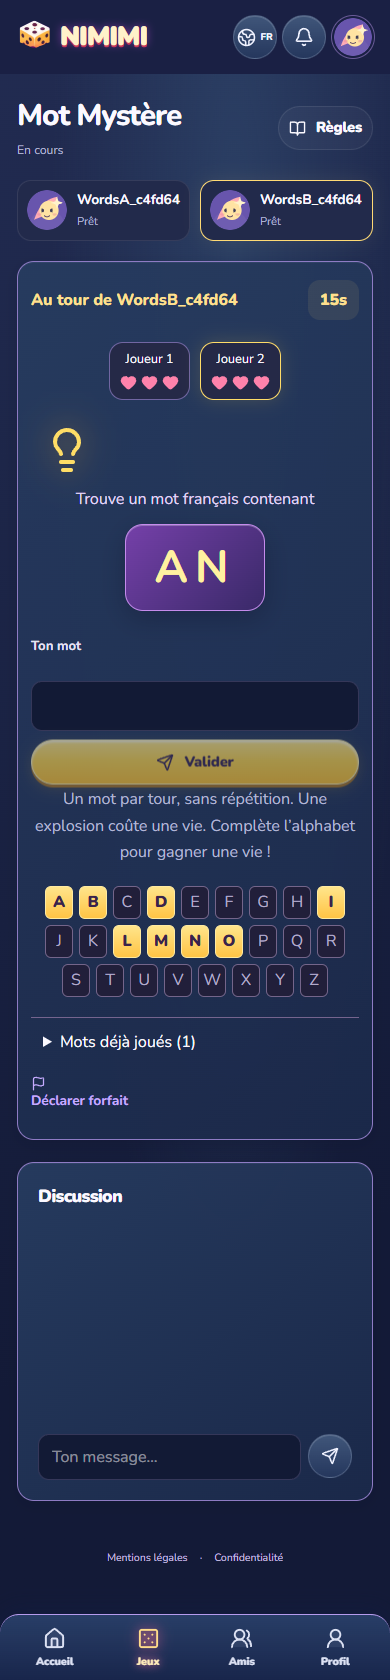 NIMIMI
FR
Mot Mystère
En cours
Règles
WordsA_c4fd64
Prêt
WordsB_c4fd64
Prêt
Au tour de WordsB_c4fd64
15s
Joueur 1
Joueur 2
Trouve un mot français contenant
AN
Ton mot
Valider
Un mot par tour, sans répétition. Une
explosion coûte une vie. Complète l'alphabet
pour gagner une vie !
A B C D E F G H I
J K L M N O P Q R
S T U V W X Y Z
Mots déjà joués (1)
Déclarer forfait
Discussion
Ton message...
Mentions légales · Confidentialité
Accueil
Jeux
Amis
Profil